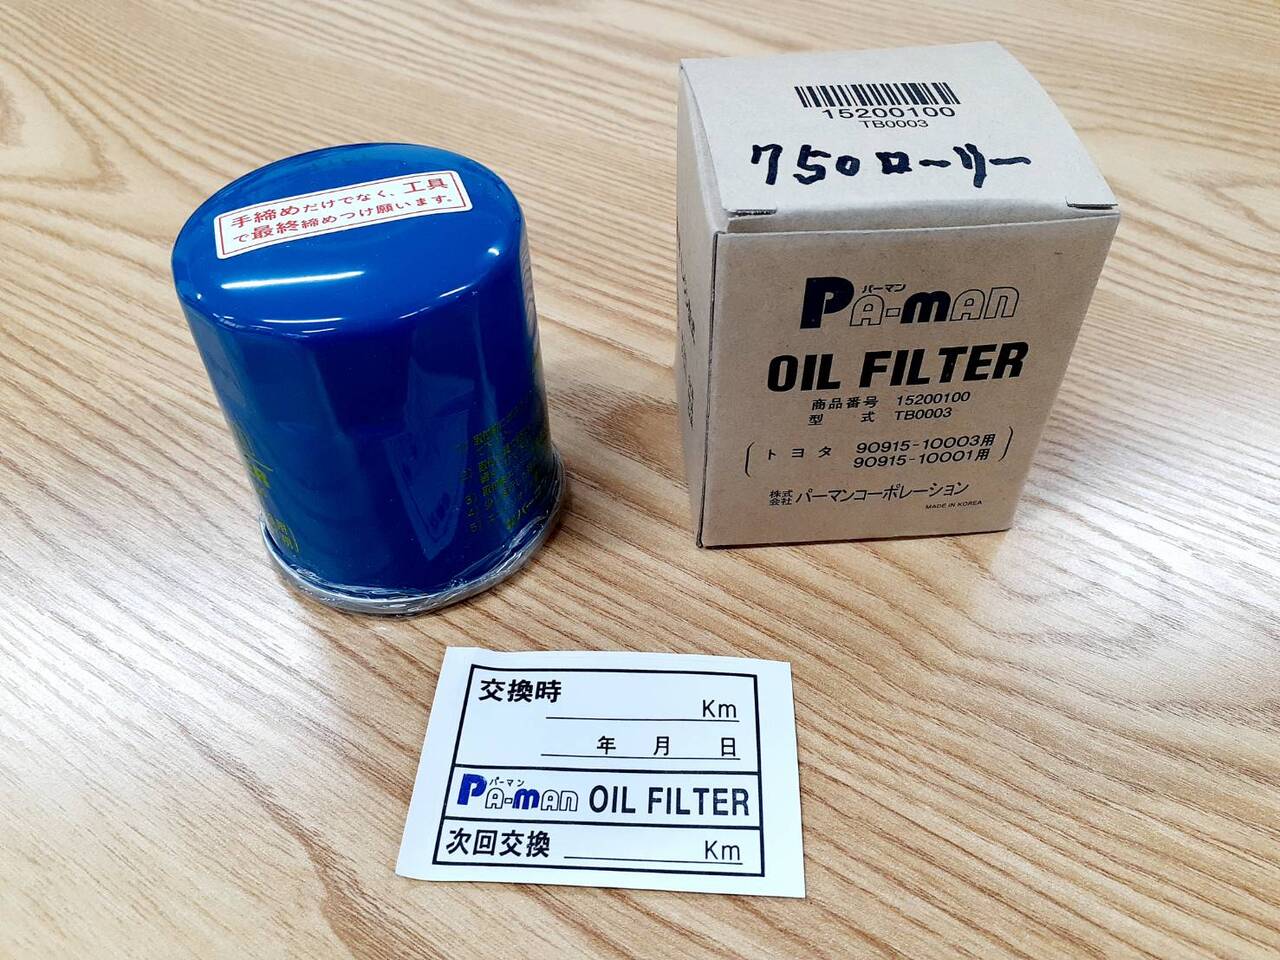 手締めだけでなく、工具
で最終締めつけ願います。
15200100
TB0003
750ローリー
パーマン
PA-MAN
OIL FILTER
商品番号 15200100
型 式 TB0003
トヨタ 90915-10003用
90915-10001用
株式会社 パーマンコーポレーション
MADE IN KOREA
交換時
Km
年 月 日
パーマン
PA-MAN OIL FILTER
次回交換 Km